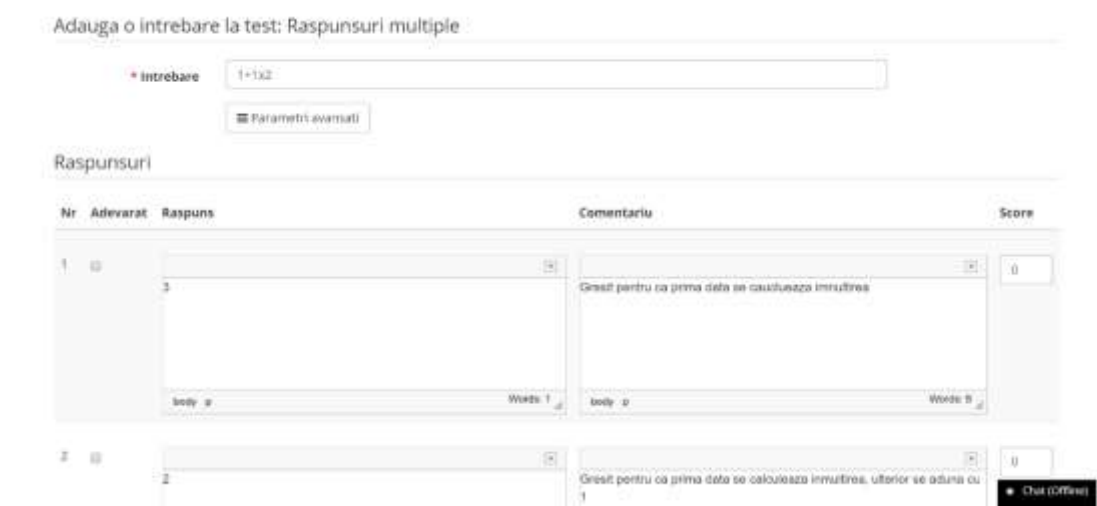 Adauga o intrebare la test: Raspunsuri multiple
* Intrebare
1+1x2
Parametri avansati
Raspunsuri
Nr Adevarat Raspuns Comentariu Score
1
3
Gresit pentru ca prima data se inmultirea
0
body p Words: 1
body p Words: 8
2
2
Gresit pentru ca prima data se calculeaza inmultirea, ulterior se aduna cu
1
0
Chat (Offline)